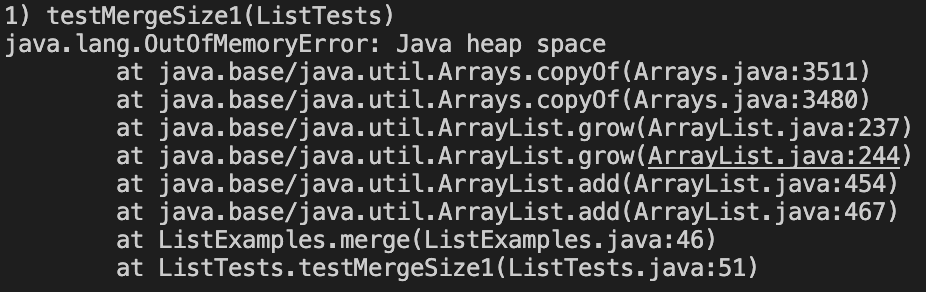 1) testMergeSize1(ListTests)
java.lang.OutOfMemoryError: Java heap space
        at java.base/java.util.Arrays.copyOf(Arrays.java:3511)
        at java.base/java.util.Arrays.copyOf(Arrays.java:3480)
        at java.base/java.util.ArrayList.grow(ArrayList.java:237)
        at java.base/java.util.ArrayList.grow(ArrayList.java:244)
        at java.base/java.util.ArrayList.add(ArrayList.java:454)
        at java.base/java.util.ArrayList.add(ArrayList.java:467)
        at ListExamples.merge(ListExamples.java:46)
        at ListTests.testMergeSize1(ListTests.java:51)